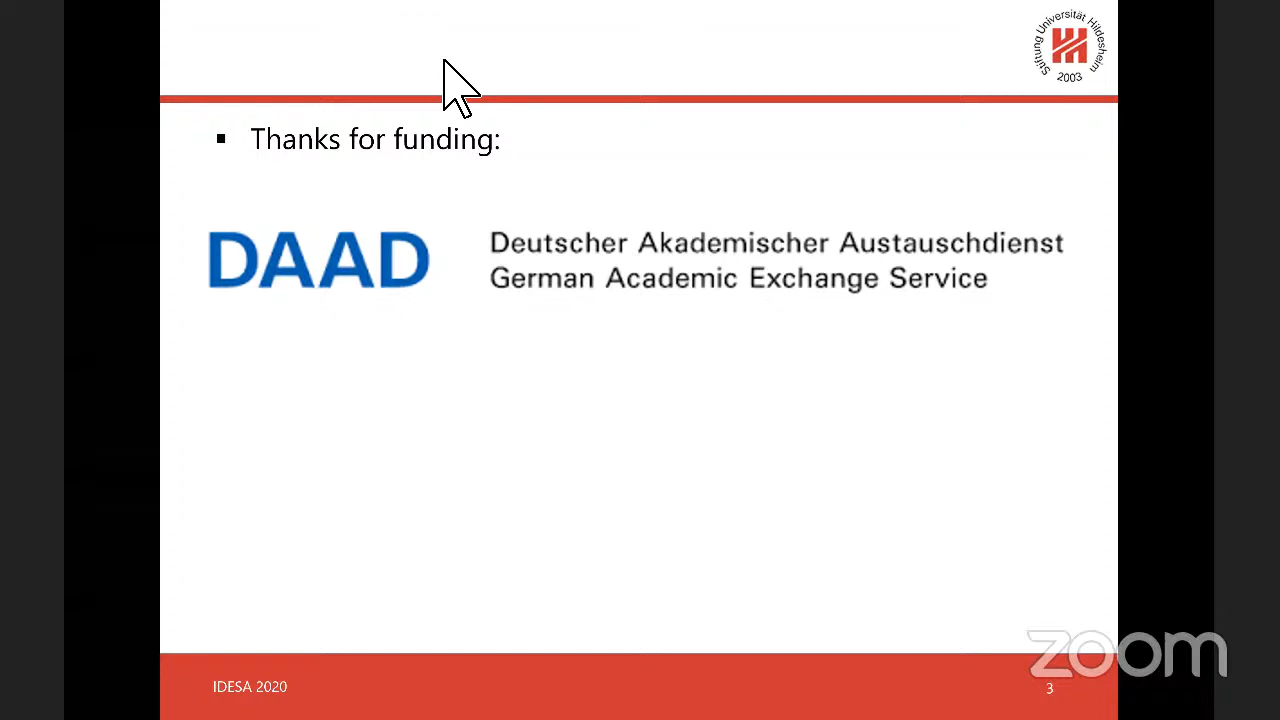 Stiftung Universität Hildesheim
2003
▪ Thanks for funding:
DAAD
Deutscher Akademischer Austauschdienst
German Academic Exchange Service
zoom
IDESA 2020
3